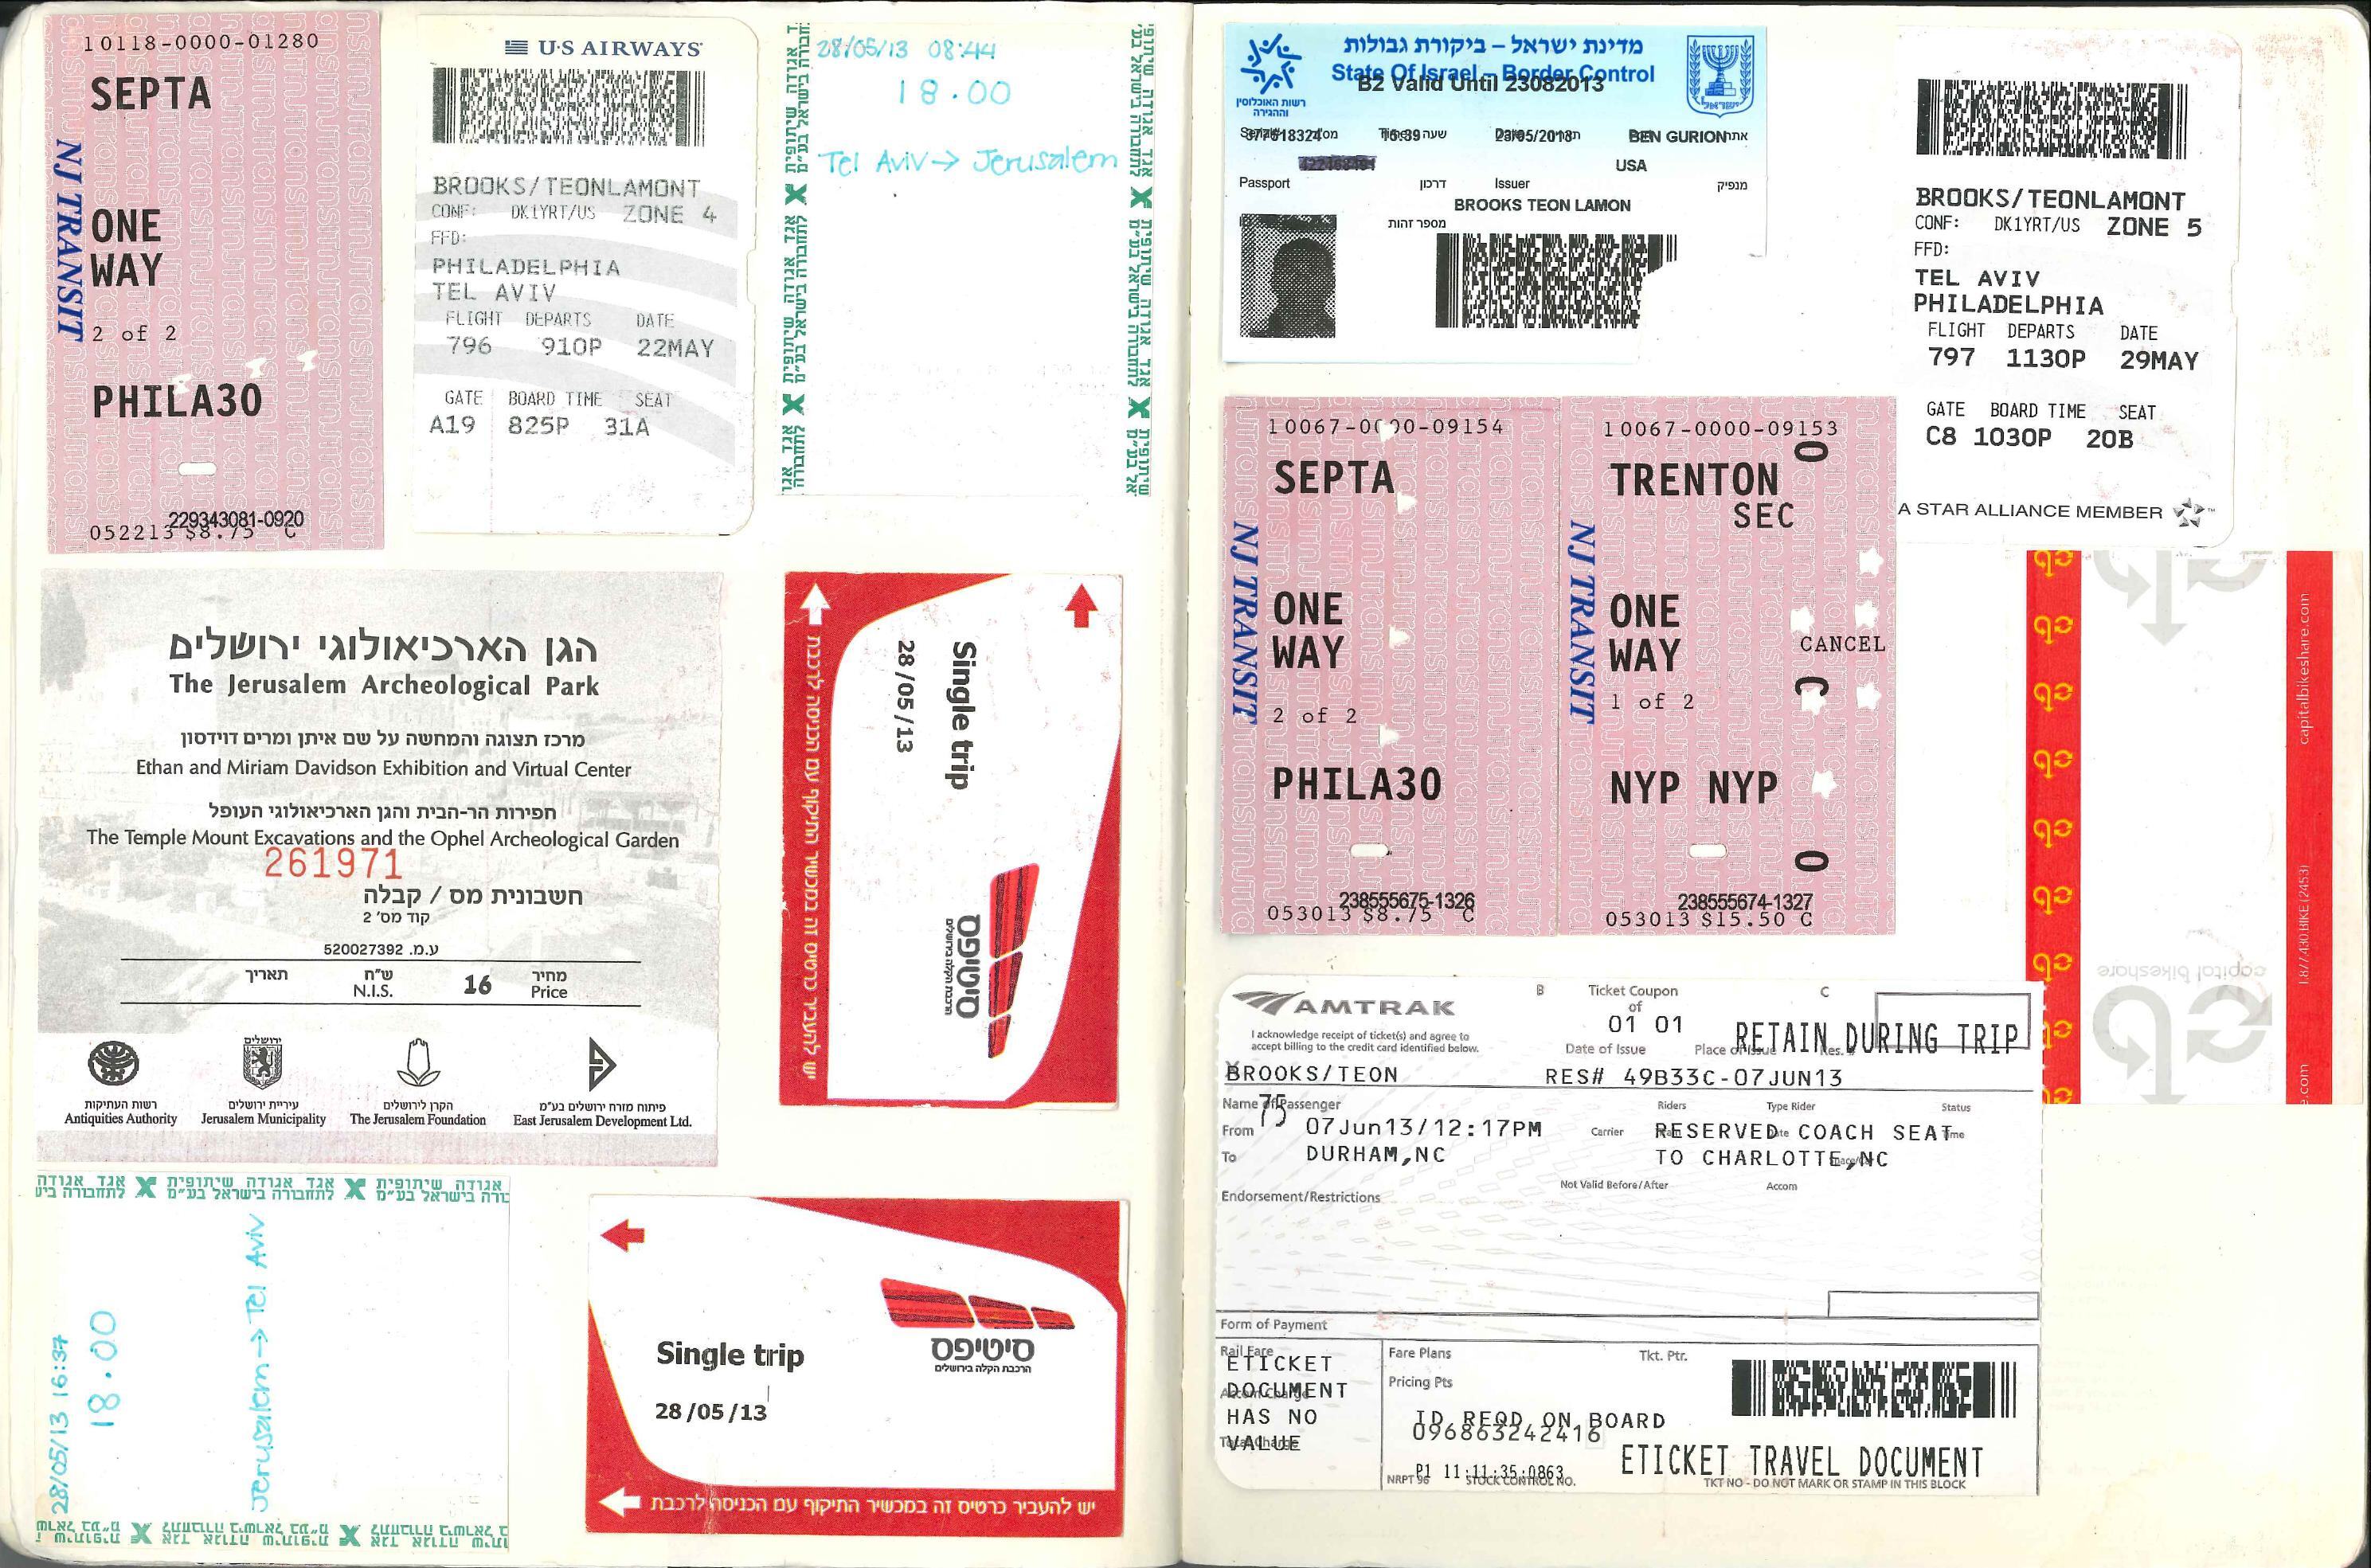 10118-0000-01280
SEPTA
NJ TRANSIT
ONE
WAY
2 of 2
PHILA30
229343081-0920
052213 $8.75 C
U·S AIRWAYS
BROOKS/TEONLAMONT
CONF: DK1YRT/US ZONE 4
FFD:
PHILADELPHIA
TEL AVIV
FLIGHT DEPARTS DATE
796 910P 22MAY
GATE BOARD TIME SEAT
A19 825P 31A
28/05/13 08:44
18.00
Tel Aviv → Jerusalem
אגד אגודה שיתופית
לתחבורה בישראל בע"מ
הגן הארכיאולוגי ירושלים
The Jerusalem Archeological Park
מרכז תצוגה והמחשה על שם איתן ומרים דוידסון
Ethan and Miriam Davidson Exhibition and Virtual Center
חפירות הר-הבית והגן הארכיאולוגי העופל
The Temple Mount Excavations and the Ophel Archeological Garden
261971
חשבונית מס / קבלה
קוד מס' 2
ע.מ. 520027392
מחיר 16 ש"ח תאריך
Price N.I.S.
רשות העתיקות
Antiquities Authority
ירושלים
עיריית ירושלים
Jerusalem Municipality
הקרן לירושלים
The Jerusalem Foundation
פיתוח מזרח ירושלים בע"מ
East Jerusalem Development Ltd.
Single trip
28/05/13
סיטיפס
הרכבת הקלה בירושלים
יש להעביר כרטיס זה במכשיר התיקוף עם הכניסה לרכבת
אגד אגודה שיתופית
לתחבורה בישראל בע"מ
28/05/13 16:37
18.00
Jerusalem → Tel Aviv
Single trip
28/05/13
סיטיפס
הרכבת הקלה בירושלים
יש להעביר כרטיס זה במכשיר התיקוף עם הכניסה לרכבת
מדינת ישראל – ביקורת גבולות
State Of Israel – Border Control
B2 Valid Until 23082013
רשות האוכלוסין
וההגירה
16:39 שעה
BEN GURION אתר
USA
Passport דרכון Issuer מנפיק
BROOKS TEON LAMON
מספר זהות
BROOKS/TEONLAMONT
CONF: DK1YRT/US ZONE 5
FFD:
TEL AVIV
PHILADELPHIA
FLIGHT DEPARTS DATE
797 1130P 29MAY
GATE BOARD TIME SEAT
C8 1030P 20B
A STAR ALLIANCE MEMBER
SEPTA
NJ TRANSIT
ONE
WAY
2 of 2
PHILA30
238555675-1326
053013 $8.75 C
10067-0000-09153
TRENTON
SEC
NJ TRANSIT
ONE
WAY
CANCEL
1 of 2
NYP NYP
O C O
238555674-1327
053013 $15.50 C
capitalbikeshare.com
1.877.430.BIKE (2453)
capital bikeshare
e.com
AMTRAK
B Ticket Coupon C
of
01 01
I acknowledge receipt of ticket(s) and agree to
accept billing to the credit card identified below.
RETAIN DURING TRIP
Date of Issue Place of Issue Res. #
BROOKS/TEON RES# 49B33C-07JUN13
Name of Passenger Riders Type Rider Status
75
From 07Jun13/12:17PM Carrier RESERVED COACH SEAT
To DURHAM,NC TO CHARLOTTE,NC
Not Valid Before/After Accom
Endorsement/Restrictions
Form of Payment
Rail Fare Fare Plans Tkt. Ptr.
ETICKET
DOCUMENT Pricing Pts
HAS NO ID REQD ON BOARD
VALUE 096863242416
ETICKET TRAVEL DOCUMENT
NRPT 96 P1 11:11:35:0863
STOCK CONTROL NO.
TKT NO - DO NOT MARK OR STAMP IN THIS BLOCK